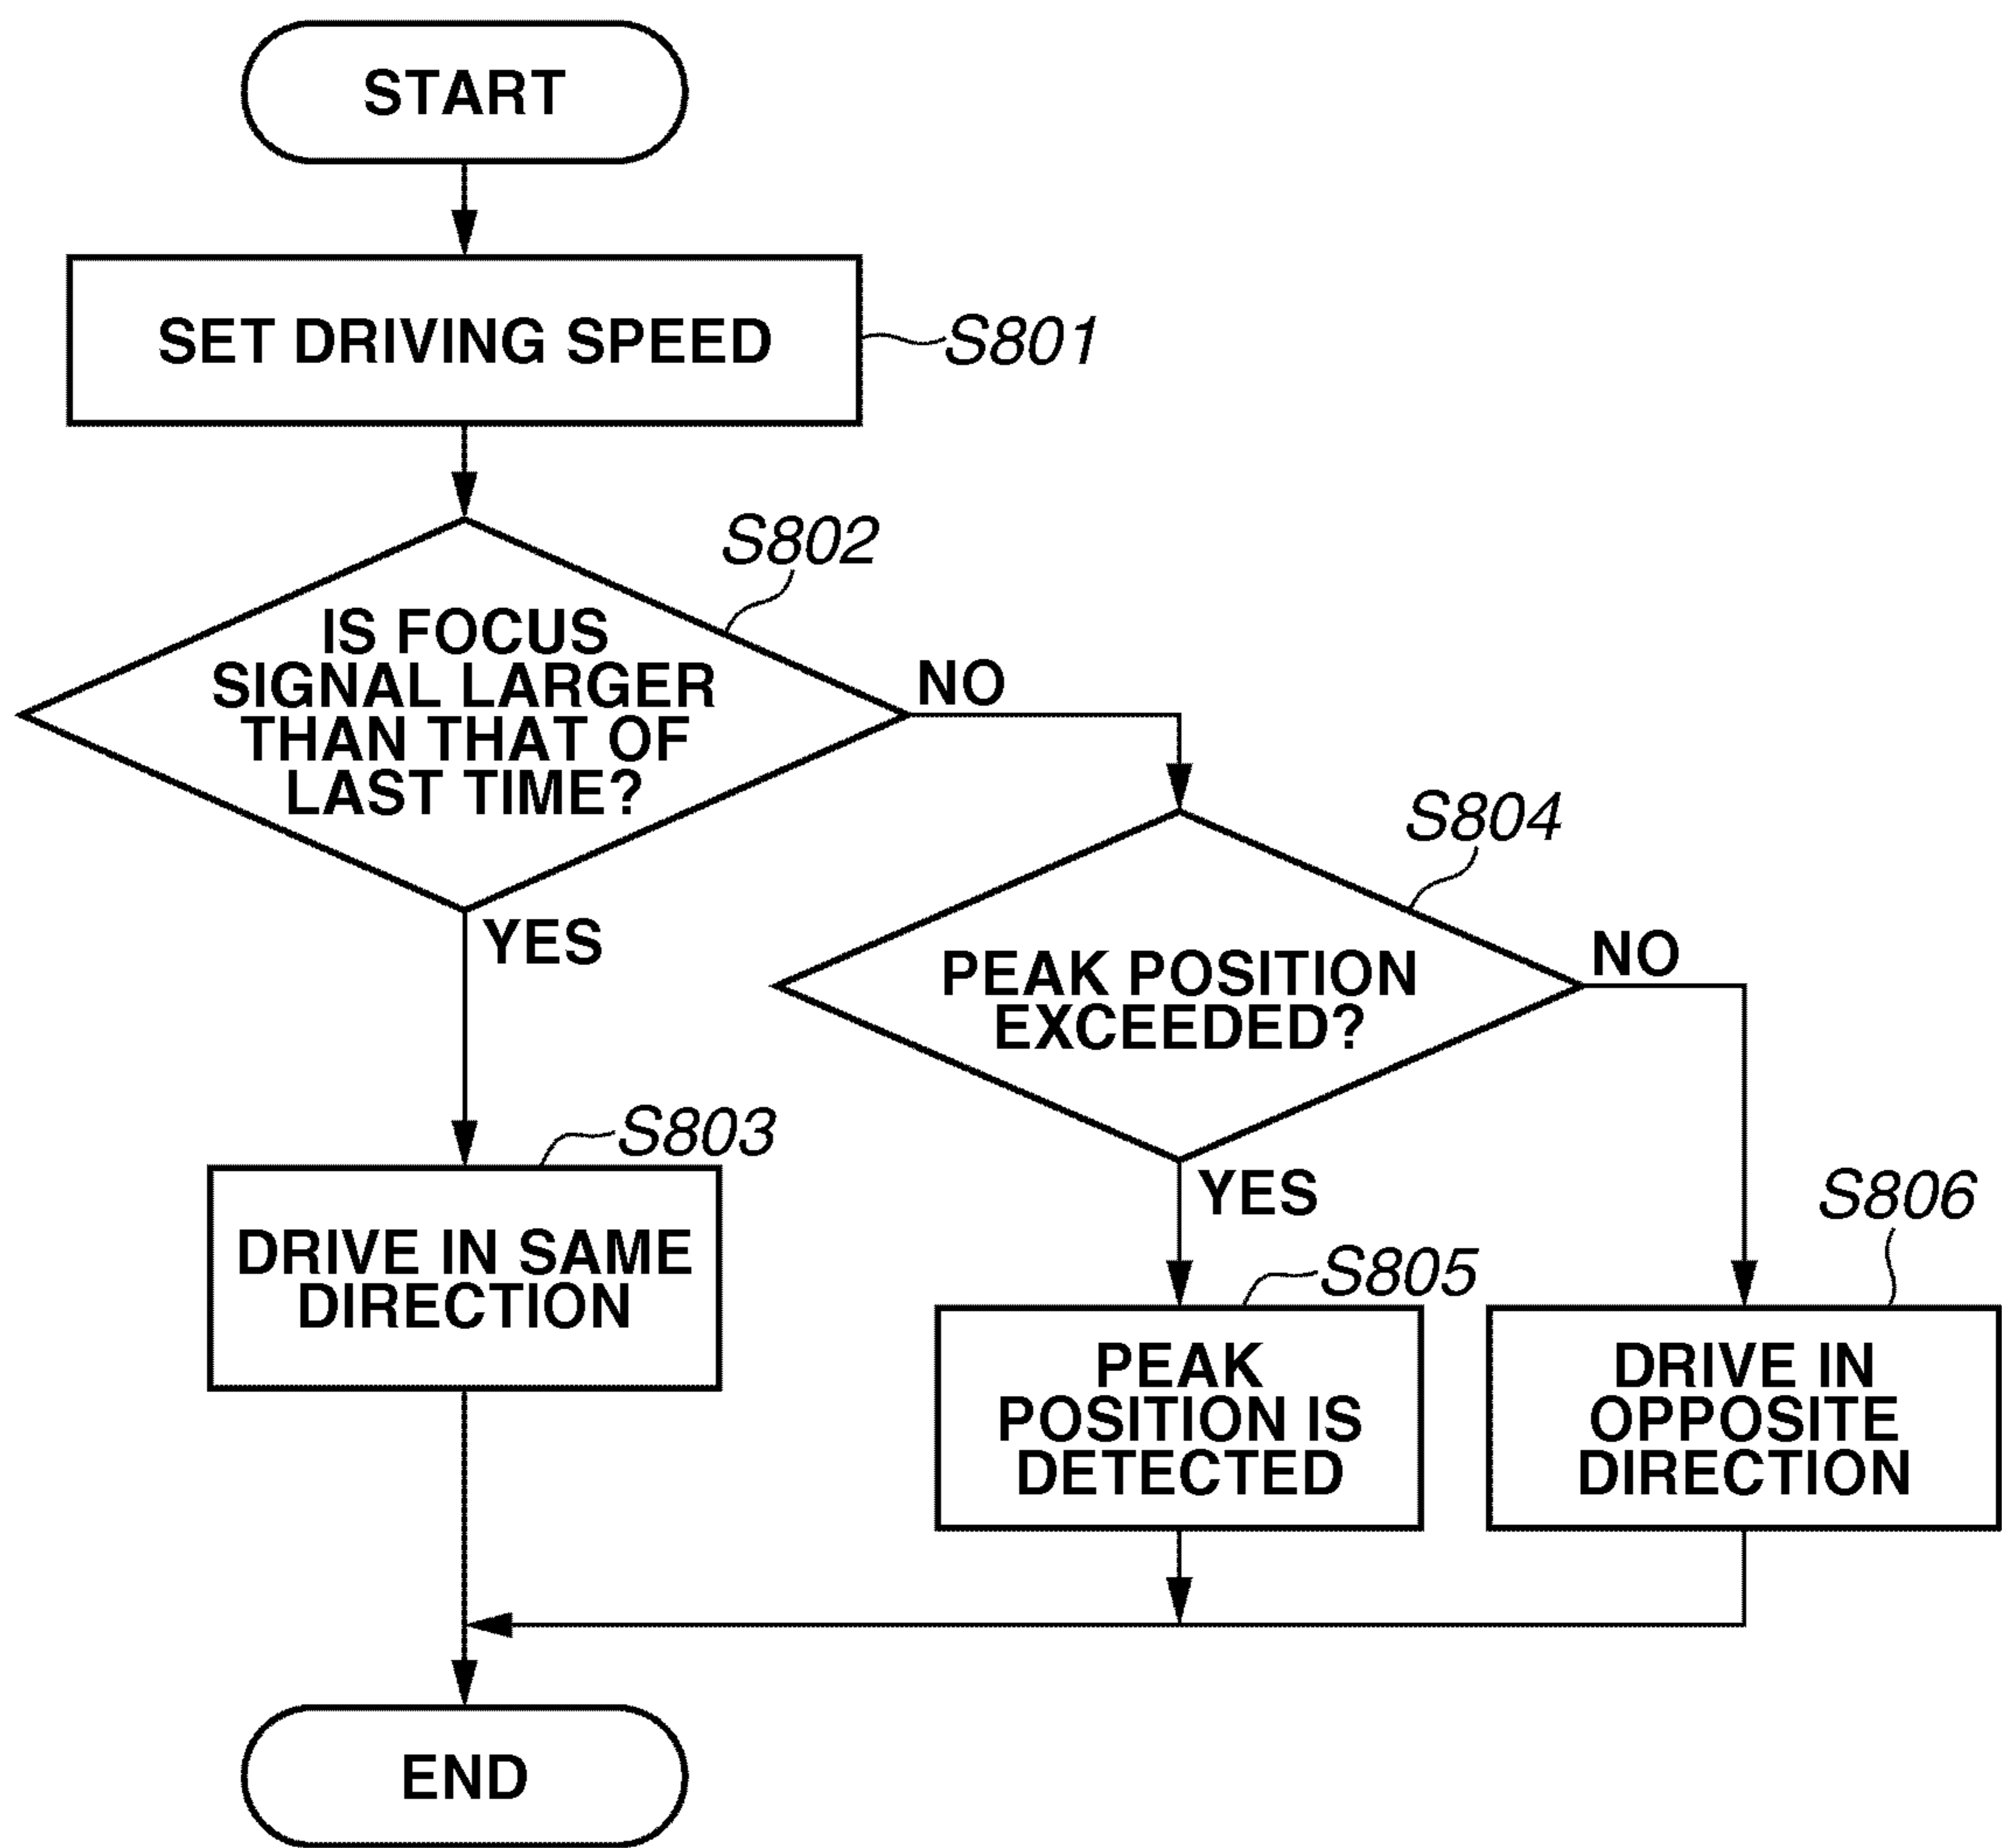 START
SET DRIVING SPEED
S801
S802
IS FOCUS
SIGNAL LARGER
THAN THAT OF
LAST TIME?
NO
YES
S804
PEAK POSITION
EXCEEDED?
NO
YES
S803
DRIVE IN SAME
DIRECTION
S805
PEAK
POSITION IS
DETECTED
S806
DRIVE IN
OPPOSITE
DIRECTION
END